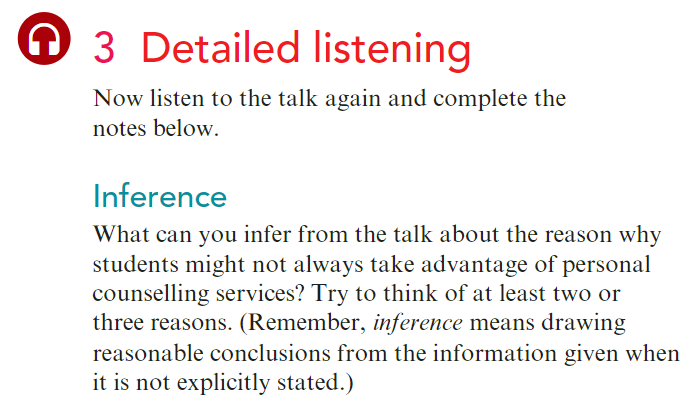 3 Detailed listening
Now listen to the talk again and complete the
notes below.
Inference
What can you infer from the talk about the reason why
students might not always take advantage of personal
counselling services? Try to think of at least two or
three reasons. (Remember, inference means drawing
reasonable conclusions from the information given when
it is not explicitly stated.)